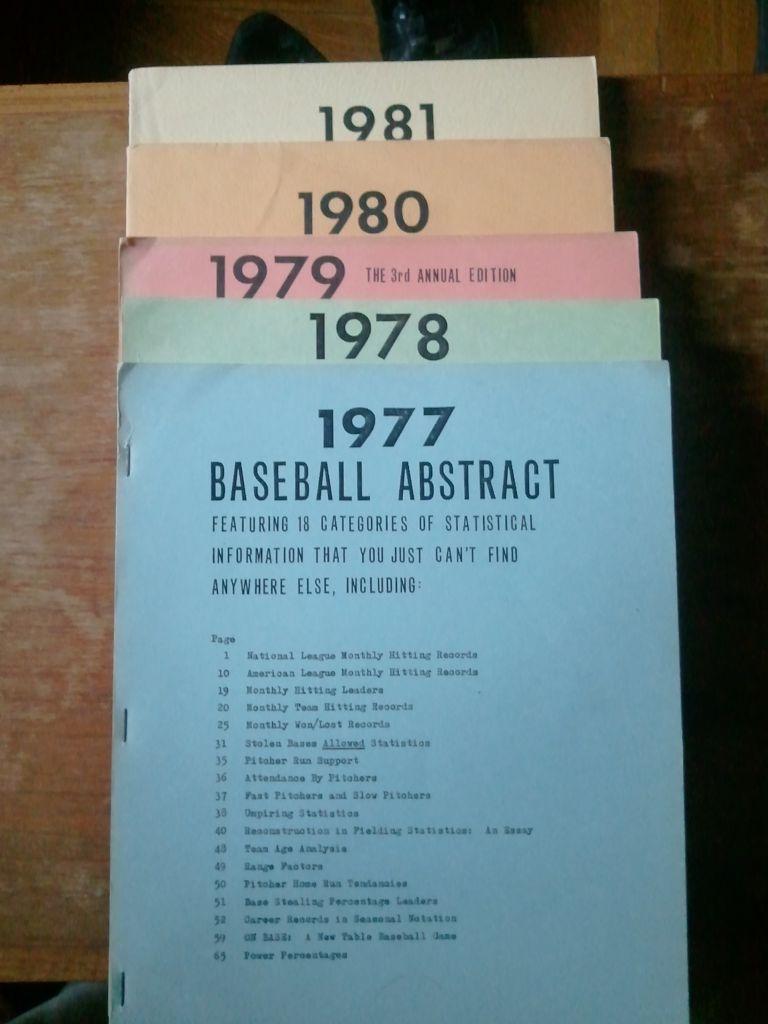 1981
1980
1979 THE 3rd ANNUAL EDITION
1978
1977
BASEBALL ABSTRACT
FEATURING 18 CATEGORIES OF STATISTICAL
INFORMATION THAT YOU JUST CAN'T FIND
ANYWHERE ELSE, INCLUDING:
Page
1 National League Monthly Hitting Records
10 American League Monthly Hitting Records
19 Monthly Hitting Leaders
20 Monthly Team Hitting Records
25 Monthly Won/Lost Records
31 Stolen Bases Allowed Statistics
35 Pitcher Run Support
36 Attendance By Pitchers
37 Fast Pitchers and Slow Pitchers
38 Umpiring Statistics
40 Reconstruction in Fielding Statistics: An Essay
48 Team Age Analysis
49 Range Factors
50 Pitcher Home Run Tendancies
51 Base Stealing Percentage Leaders
52 Career Records in Seasonal Notation
59 ON BASE: A New Table Baseball Game
65 Power Percentages